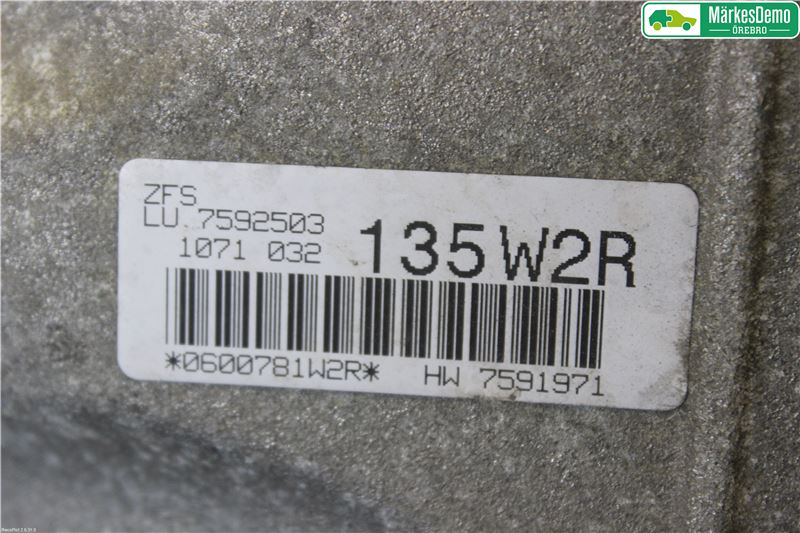 MärkesDemo
ÖREBRO
ZFS
LU 7592503
1071 032
135W2R
*0600781W2R*
HW 7591971